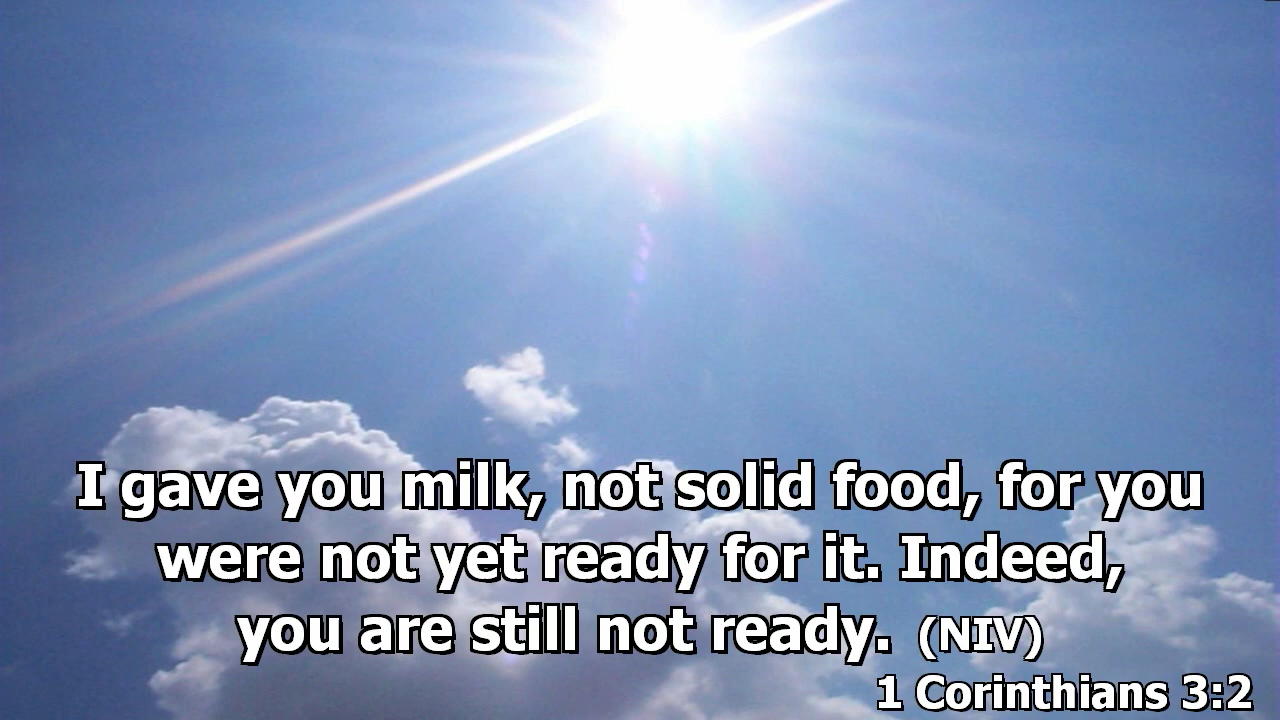 I gave you milk, not solid food, for you
were not yet ready for it. Indeed,
you are still not ready. (NIV)
1 Corinthians 3:2